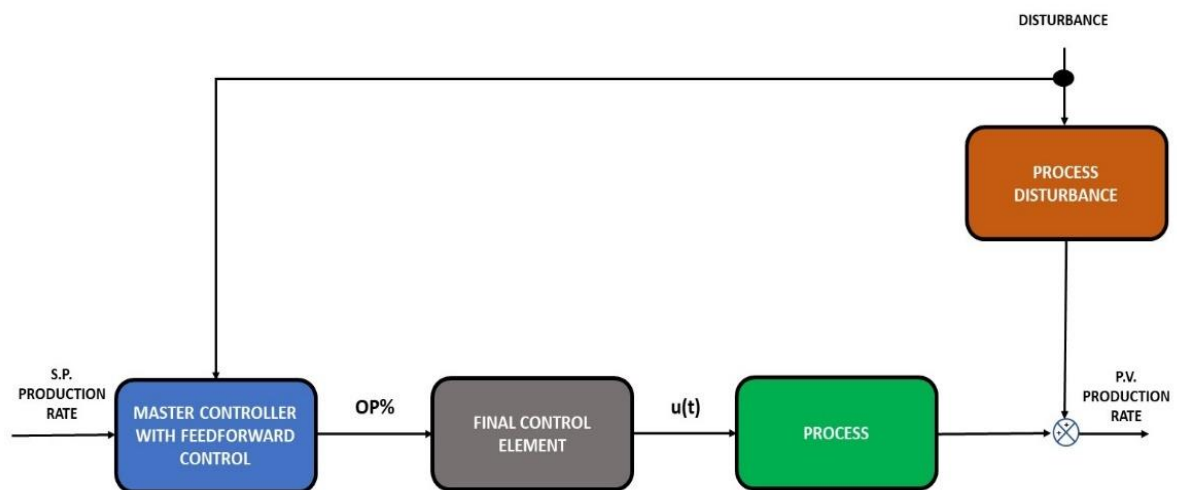 DISTURBANCE
PROCESS
DISTURBANCE
S.P.
PRODUCTION
RATE
MASTER CONTROLLER
WITH FEEDFORWARD
CONTROL
OP%
FINAL CONTROL
ELEMENT
u(t)
PROCESS
+
+
P.V.
PRODUCTION
RATE